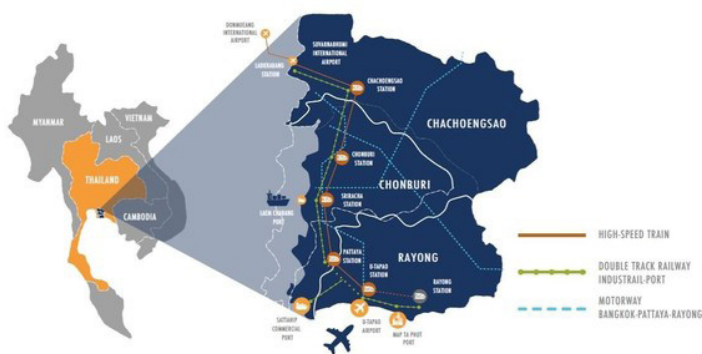 DONMUEANG
INTERNATIONAL
AIRPORT
SUVARNABHUMI
INTERNATIONAL
AIRPORT
LADKRABANG
STATION
CHACHOENGSAO
STATION
MYANMAR
VIETNAM
LAOS
THAILAND
CAMBODIA
CHACHOENGSAO
CHONBURI
STATION
CHONBURI
SRIRACHA
STATION
LAEM CHABANG
PORT
PATTAYA
STATION
RAYONG
U-TAPAO
STATION
RAYONG
STATION
SATTAHIP
COMMERCIAL
PORT
U-TAPAO
AIRPORT
MAP TA PHUT
PORT
HIGH-SPEED TRAIN
DOUBLE TRACK RAILWAY
INDUSTRAIL-PORT
MOTORWAY
BANGKOK-PATTAYA-RAYONG